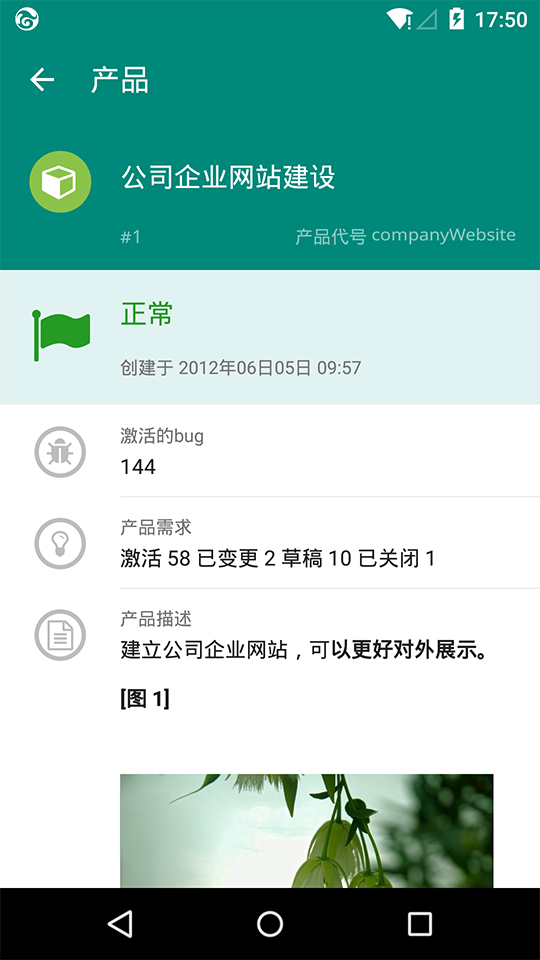 17:50
产品
公司企业网站建设
#1 产品代号 companyWebsite
正常
创建于 2012年06日05日 09:57
激活的bug
144
产品需求
激活 58 已变更 2 草稿 10 已关闭 1
产品描述
建立公司企业网站，可以更好对外展示。
[图 1]